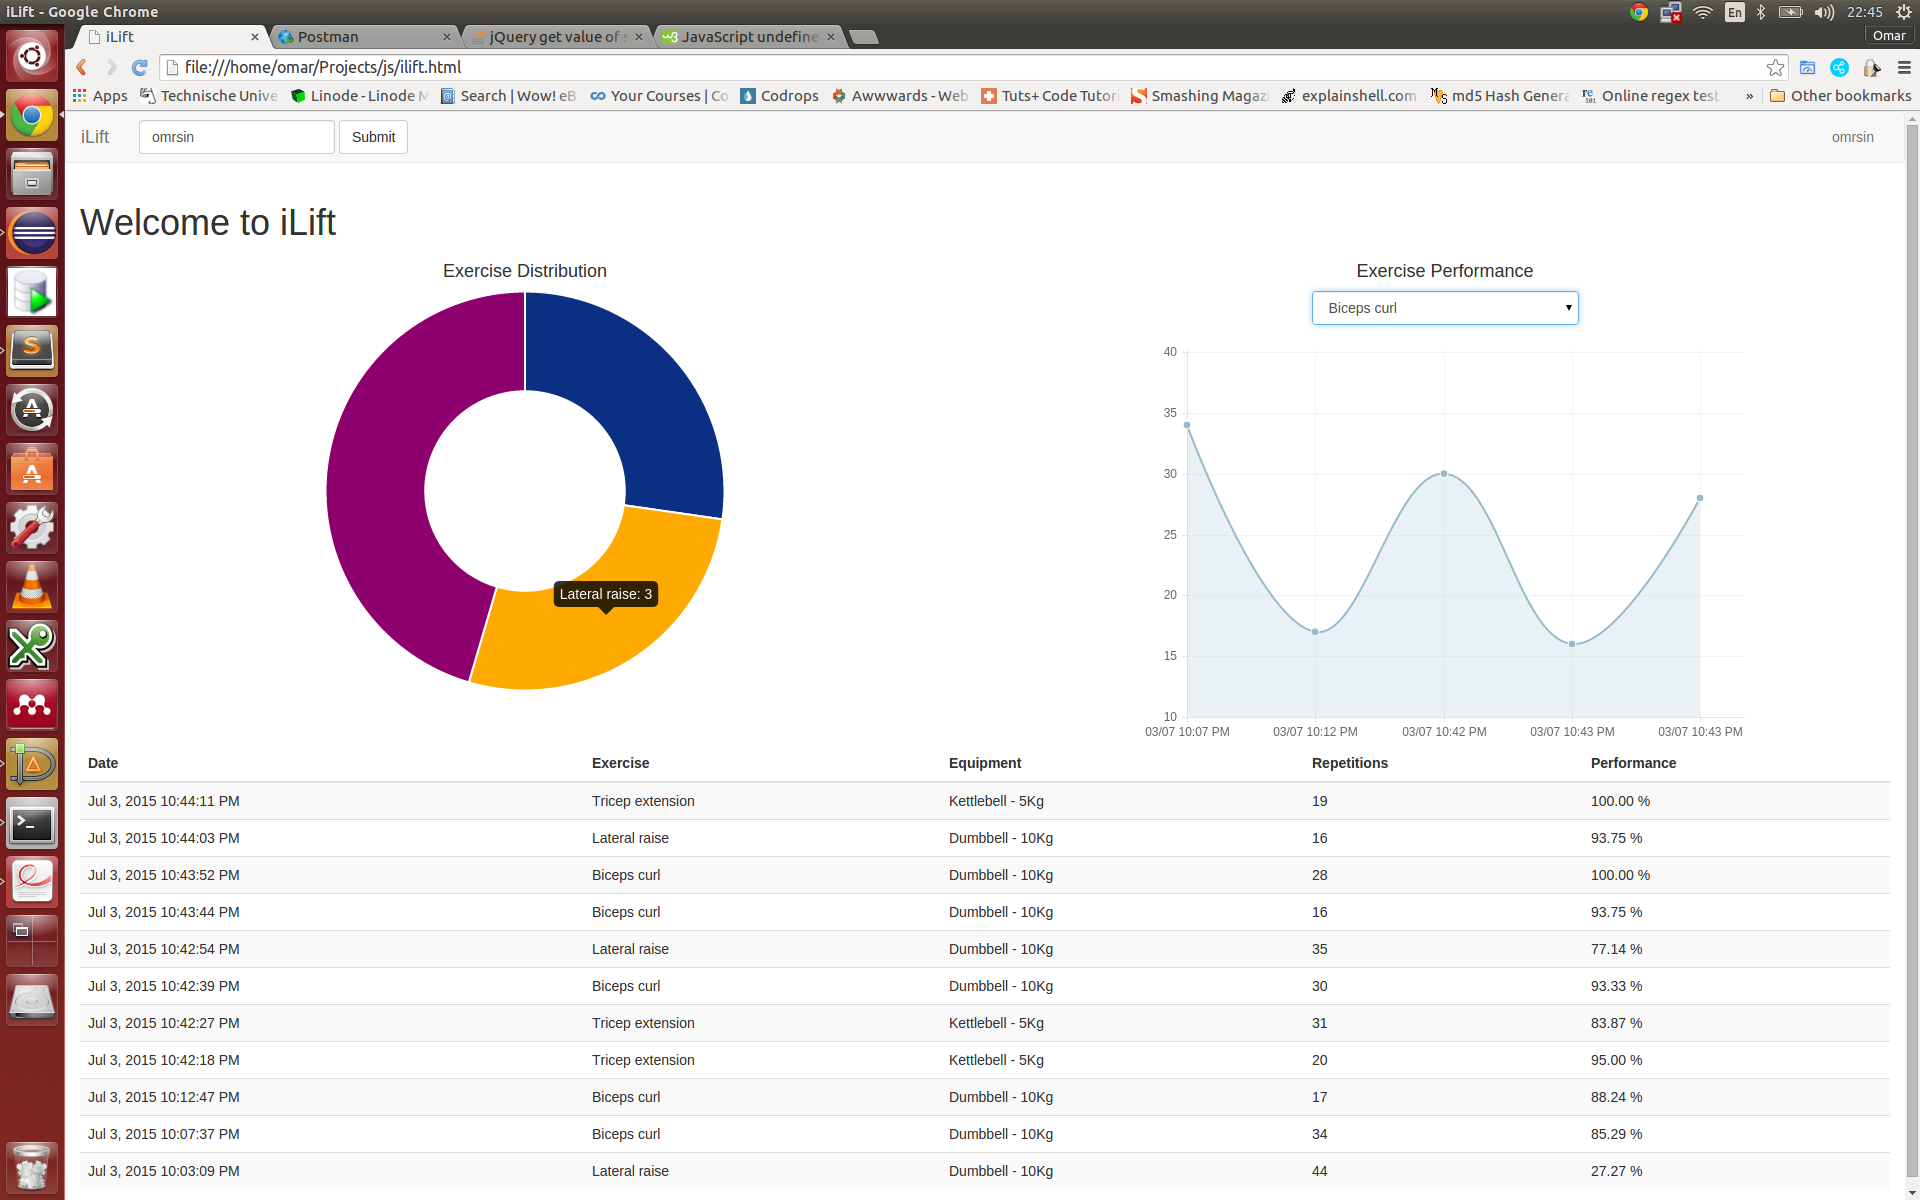 iLift - Google Chrome
En
22:45
iLift
Postman
jQuery get value of s
JavaScript undefine
Omar
file:///home/omar/Projects/js/ilift.html
Apps
Technische Unive
Linode - Linode M
Search | Wow! eB
Your Courses | Co
Codrops
Awwwards - Web
Tuts+ Code Tutori
Smashing Magaz
explainshell.com
md5 Hash Genera
Online regex test
»
Other bookmarks
iLift
omrsin
Submit
omrsin
Welcome to iLift
Exercise Distribution
Lateral raise: 3
Exercise Performance
Biceps curl
40
35
30
25
20
15
10
03/07 10:07 PM 03/07 10:12 PM 03/07 10:42 PM 03/07 10:43 PM 03/07 10:43 PM
Date Exercise Equipment Repetitions Performance
Jul 3, 2015 10:44:11 PM Tricep extension Kettlebell - 5Kg 19 100.00 %
Jul 3, 2015 10:44:03 PM Lateral raise Dumbbell - 10Kg 16 93.75 %
Jul 3, 2015 10:43:52 PM Biceps curl Dumbbell - 10Kg 28 100.00 %
Jul 3, 2015 10:43:44 PM Biceps curl Dumbbell - 10Kg 16 93.75 %
Jul 3, 2015 10:42:54 PM Lateral raise Dumbbell - 10Kg 35 77.14 %
Jul 3, 2015 10:42:39 PM Biceps curl Dumbbell - 10Kg 30 93.33 %
Jul 3, 2015 10:42:27 PM Tricep extension Kettlebell - 5Kg 31 83.87 %
Jul 3, 2015 10:42:18 PM Tricep extension Kettlebell - 5Kg 20 95.00 %
Jul 3, 2015 10:12:47 PM Biceps curl Dumbbell - 10Kg 17 88.24 %
Jul 3, 2015 10:07:37 PM Biceps curl Dumbbell - 10Kg 34 85.29 %
Jul 3, 2015 10:03:09 PM Lateral raise Dumbbell - 10Kg 44 27.27 %